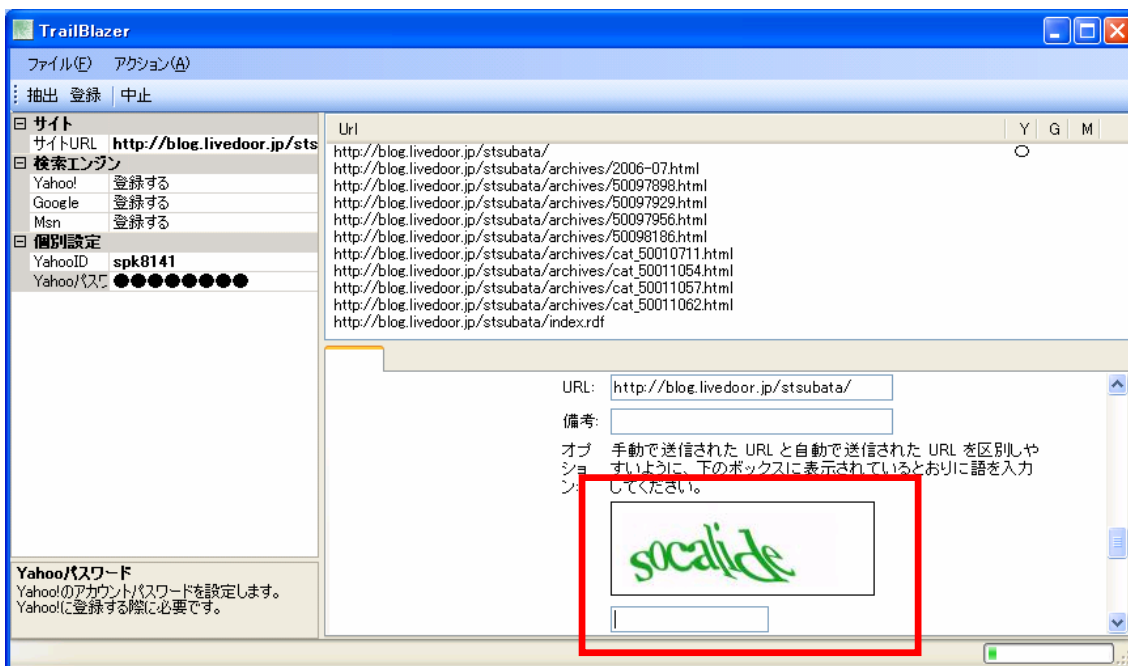 TrailBlazer
ファイル(F) アクション(A)
抽出 登録 中止
サイト
サイトURL http://blog.livedoor.jp/sts
検索エンジン
Yahoo! 登録する
Google 登録する
Msn 登録する
個別設定
YahooID spk8141
Yahooパスワ ●●●●●●●●
Yahooパスワード
Yahoo!のアカウントパスワードを設定します。
Yahoo!に登録する際に必要です。
Url Y G M
http://blog.livedoor.jp/stsubata/ ○
http://blog.livedoor.jp/stsubata/archives/2006-07.html
http://blog.livedoor.jp/stsubata/archives/50097898.html
http://blog.livedoor.jp/stsubata/archives/50097929.html
http://blog.livedoor.jp/stsubata/archives/50097956.html
http://blog.livedoor.jp/stsubata/archives/50098186.html
http://blog.livedoor.jp/stsubata/archives/cat_50010711.html
http://blog.livedoor.jp/stsubata/archives/cat_50011054.html
http://blog.livedoor.jp/stsubata/archives/cat_50011057.html
http://blog.livedoor.jp/stsubata/archives/cat_50011062.html
http://blog.livedoor.jp/stsubata/index.rdf
URL: http://blog.livedoor.jp/stsubata/
備考:
オプション: 手動で送信された URL と自動で送信された URL を区別しや
すいように、下のボックスに表示されているとおりに語を入力
してください。
socalide